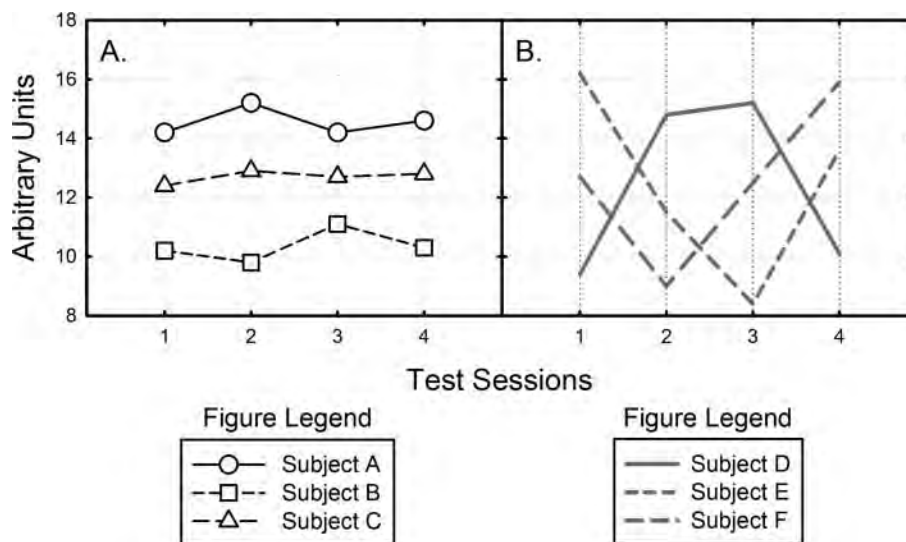 18
16
14
12
10
8
Arbitrary Units
A.
B.
1 2 3 4
1 2 3 4
Test Sessions
Figure Legend
Subject A
Subject B
Subject C
Figure Legend
Subject D
Subject E
Subject F